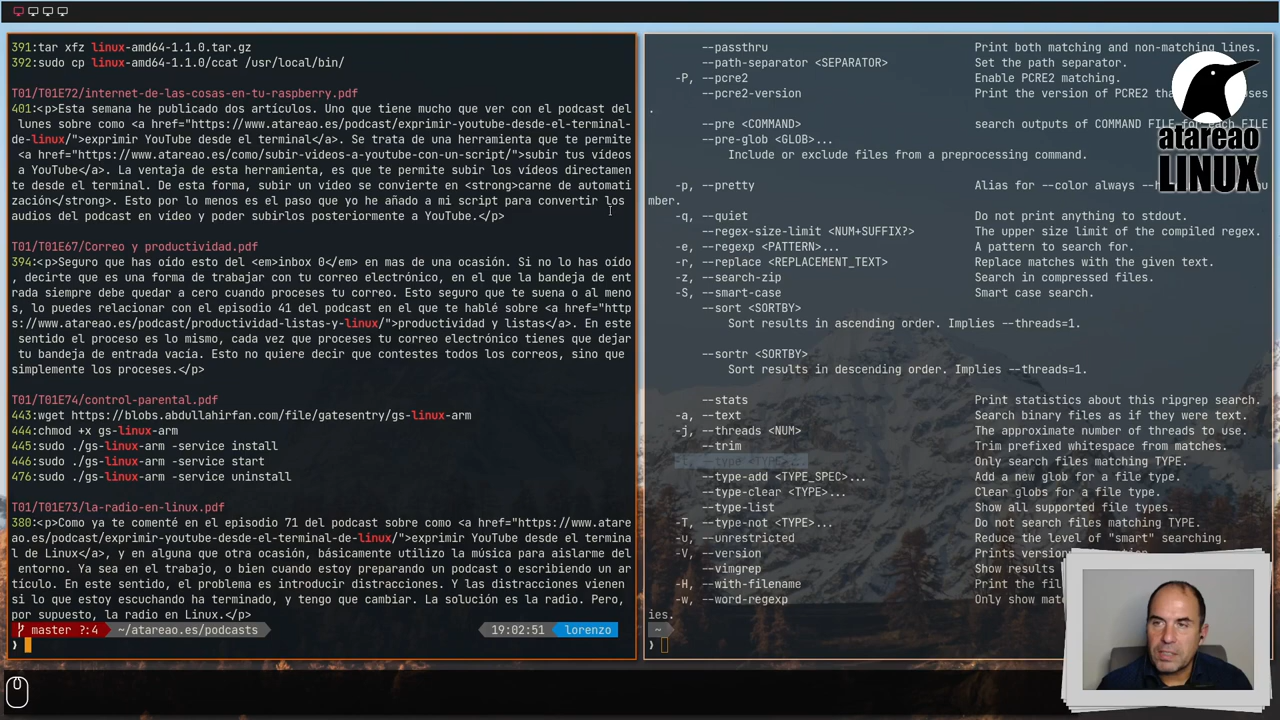 391:tar xfz linux-amd64-1.1.0.tar.gz
392:sudo cp linux-amd64-1.1.0/ccat /usr/local/bin/
T01/T01E72/internet-de-las-cosas-en-tu-raspberry.pdf
401:<p>Esta semana he publicado dos artículos. Uno que tiene mucho que ver con el podcast del
lunes sobre como <a href="https://www.atareao.es/podcast/exprimir-youtube-desde-el-terminal-
de-linux/">exprimir YouTube desde el terminal</a>. Se trata de una herramienta que te permite
<a href="https://www.atareao.es/como/subir-videos-a-youtube-con-un-script/">subir tus vídeos
a YouTube</a>. La ventaja de esta herramienta, es que te permite subir los vídeos directamen
te desde el terminal. De esta forma, subir un vídeo se convierte en <strong>carne de automati
zación</strong>. Esto por lo menos es el paso que yo he añado a mi script para convertir los
audios del podcast en vídeo y poder subirlos posteriormente a YouTube.</p>
T01/T01E67/Correo y productividad.pdf
394:<p>Seguro que has oído esto del <em>inbox 0</em> en mas de una ocasión. Si no lo has oído
, decirte que es una forma de trabajar con tu correo electrónico, en el que la bandeja de ent
rada siempre debe quedar a cero cuando proceses tu correo. Esto seguro que te suena o al meno
s, lo puedes relacionar con el episodio 41 del podcast en el que te hablé sobre <a href="http
s://www.atareao.es/podcast/productividad-listas-y-linux/">productividad y listas</a>. En este
sentido el proceso es lo mismo, cada vez que proceses tu correo electrónico tienes que dejar
tu bandeja de entrada vacía. Esto no quiere decir que contestes todos los correos, sino que
simplemente los proceses.</p>
T01/T01E74/control-parental.pdf
443:wget https://blobs.abdullahirfan.com/file/gatesentry/gs-linux-arm
444:chmod +x gs-linux-arm
445:sudo ./gs-linux-arm -service install
446:sudo ./gs-linux-arm -service start
476:sudo ./gs-linux-arm -service uninstall
T01/T01E73/la-radio-en-linux.pdf
380:<p>Como ya te comenté en el episodio 71 del podcast sobre como <a href="https://www.atare
ao.es/podcast/exprimir-youtube-desde-el-terminal-de-linux/">exprimir YouTube desde el termina
l de Linux</a>, y en alguna que otra ocasión, básicamente utilizo la música para aislarme del
entorno. Ya sea en el trabajo, o bien cuando estoy preparando un podcast o escribiendo un ar
tículo. En este sentido, el problema es introducir distracciones. Y las distracciones vienen
si lo que estoy escuchando ha terminado, y tengo que cambiar. La solución es la radio. Pero,
por supuesto, la radio en Linux.</p>
master ?:4 ~/atareao.es/podcasts 19:02:51 lorenzo
❯
--passthru Print both matching and non-matching lines.
--path-separator <SEPARATOR> Set the path separator.
-P, --pcre2 Enable PCRE2 matching.
--pcre2-version Print the version of PCRE2 uses
.
--pre <COMMAND> search outputs of COMMAND FILE for each FILE
--pre-glob <GLOB>...
Include or exclude files from a preprocessing command.
-p, --pretty Alias for --color always
mber.
-q, --quiet Do not print anything to stdout.
--regex-size-limit <NUM+SUFFIX?> The upper size limit of the compiled regex.
-e, --regexp <PATTERN>... A pattern to search for.
-r, --replace <REPLACEMENT_TEXT> Replace matches with the given text.
-z, --search-zip Search in compressed files.
-S, --smart-case Smart case search.
--sort <SORTBY>
Sort results in ascending order. Implies --threads=1.
--sortr <SORTBY>
Sort results in descending order. Implies --threads=1.
--stats Print statistics about this ripgrep search.
-a, --text Search binary files as if they were text.
-j, --threads <NUM> The approximate number of threads to use.
--trim Trim prefixed whitespace from matches.
-t, --type <TYPE>... Only search files matching TYPE.
--type-add <TYPE_SPEC>... Add a new glob for a file type.
--type-clear <TYPE>... Clear globs for a file type.
--type-list Show all supported file types.
-T, --type-not <TYPE>... Do not search files matching TYPE.
-u, --unrestricted Reduce the level of "smart" searching.
-V, --version Prints vers
--vimgrep Show results
-H, --with-filename Print the fil
-w, --word-regexp Only show mat
ies.
~
❯
atareao
LINUX